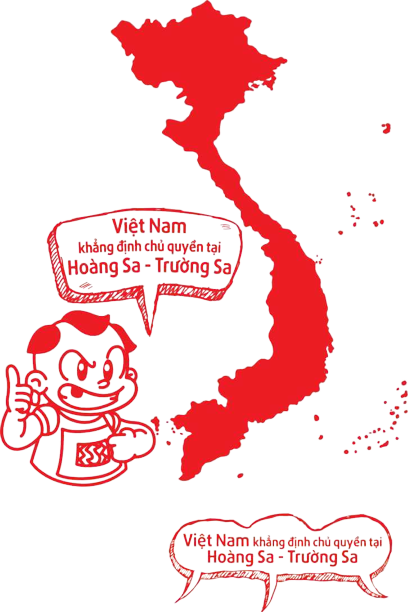 Việt Nam
khẳng định chủ quyền tại
Hoàng Sa - Trường Sa
Việt Nam khẳng định chủ quyền tại
Hoàng Sa - Trường Sa